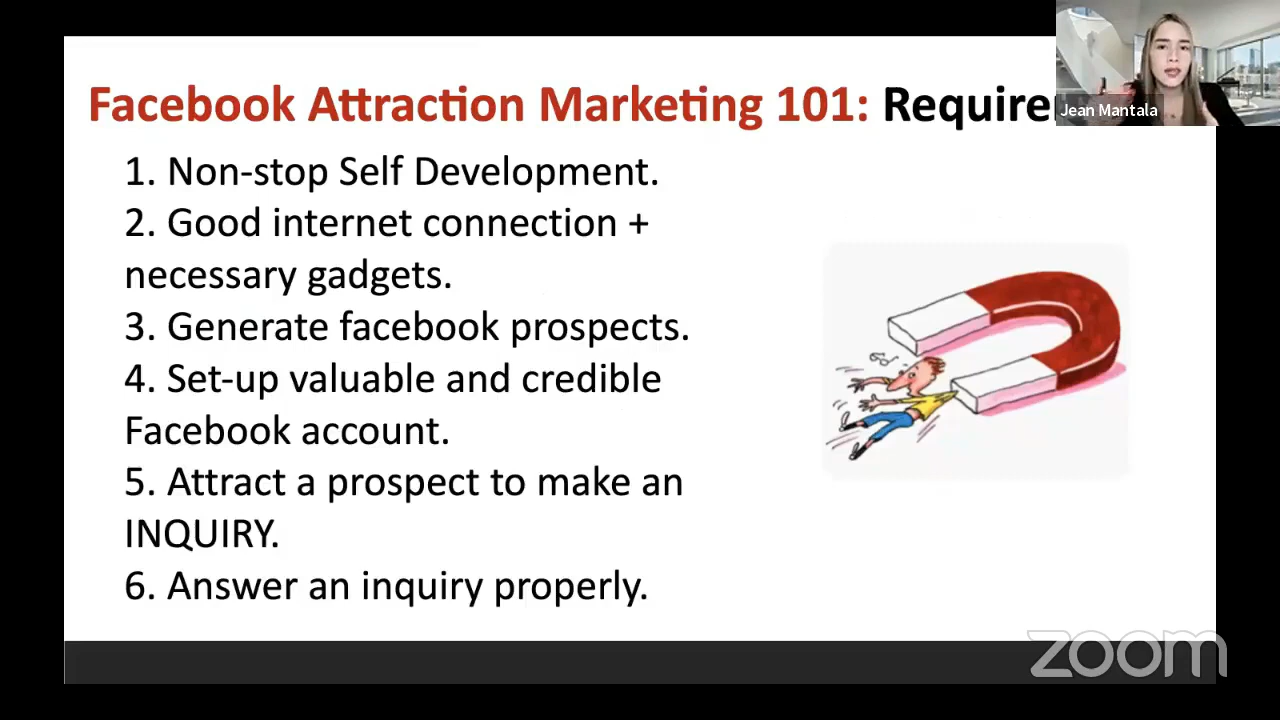 Facebook Attraction Marketing 101: Require
Jean Mantala
1. Non-stop Self Development.
2. Good internet connection +
necessary gadgets.
3. Generate facebook prospects.
4. Set-up valuable and credible
Facebook account.
5. Attract a prospect to make an
INQUIRY.
6. Answer an inquiry properly.
zoom